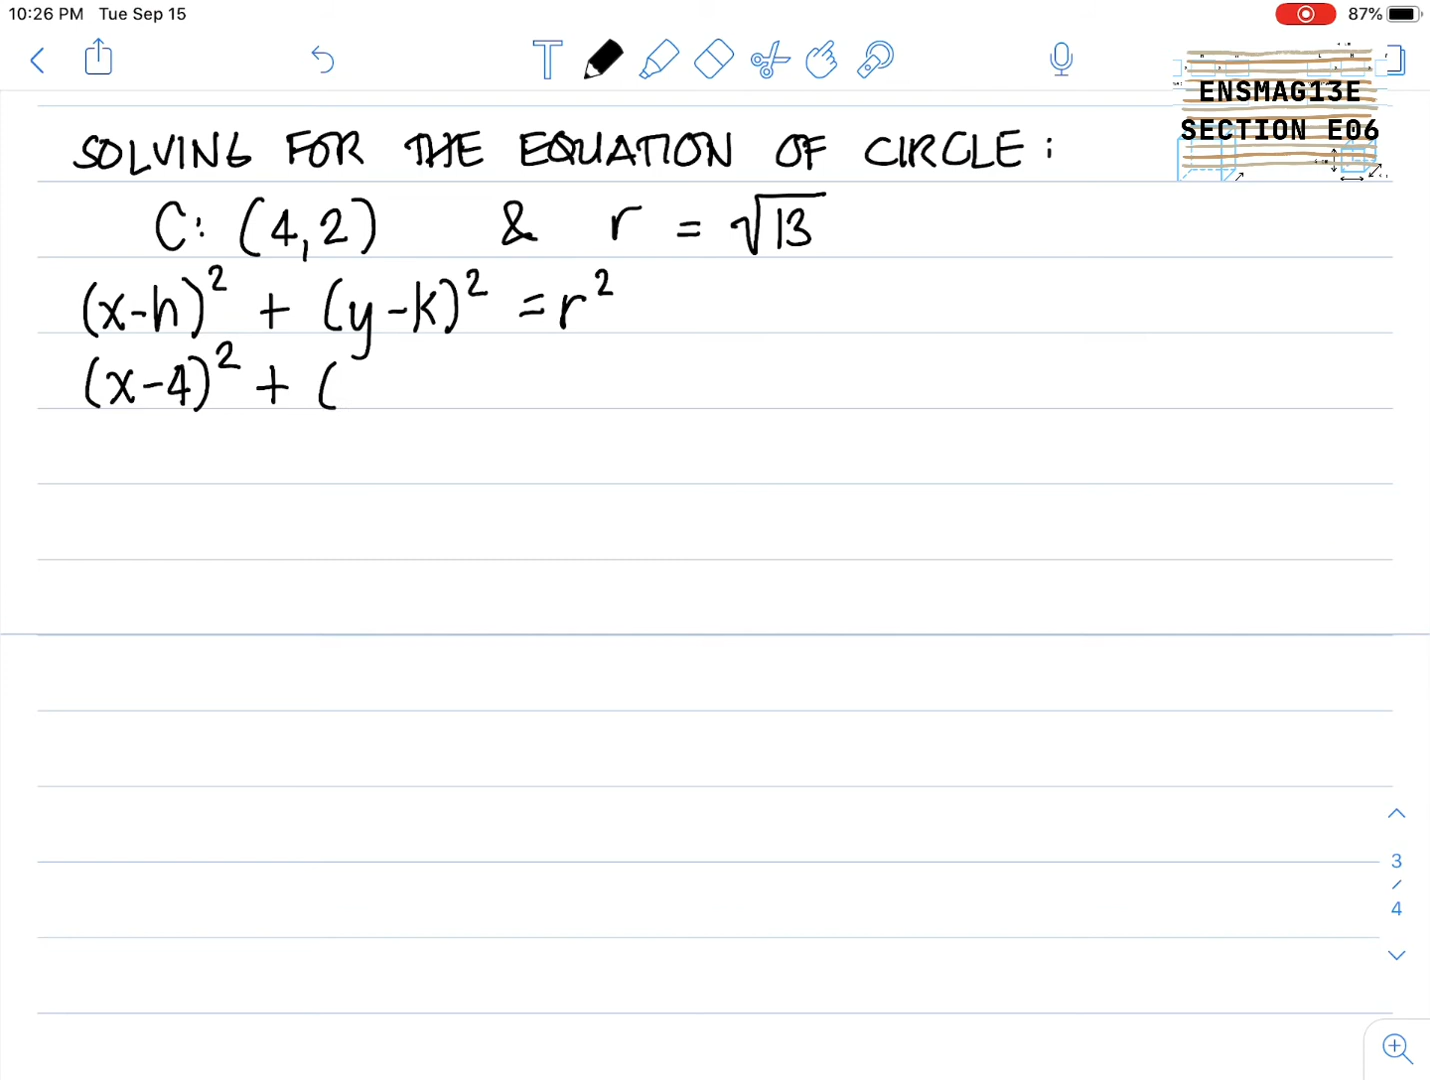 10:26 PM Tue Sep 15
87%
T
ENSMAG13E
SECTION E06
SOLVING FOR THE EQUATION OF CIRCLE :
C: (4,2) & r = √13
(x-h)² + (y-k)² = r²
(x-4)² + (
3
/
4